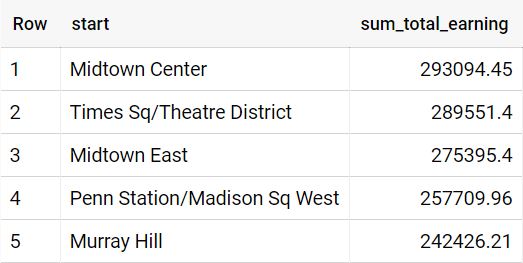 Row start sum_total_earning
1 Midtown Center 293094.45
2 Times Sq/Theatre District 289551.4
3 Midtown East 275395.4
4 Penn Station/Madison Sq West 257709.96
5 Murray Hill 242426.21